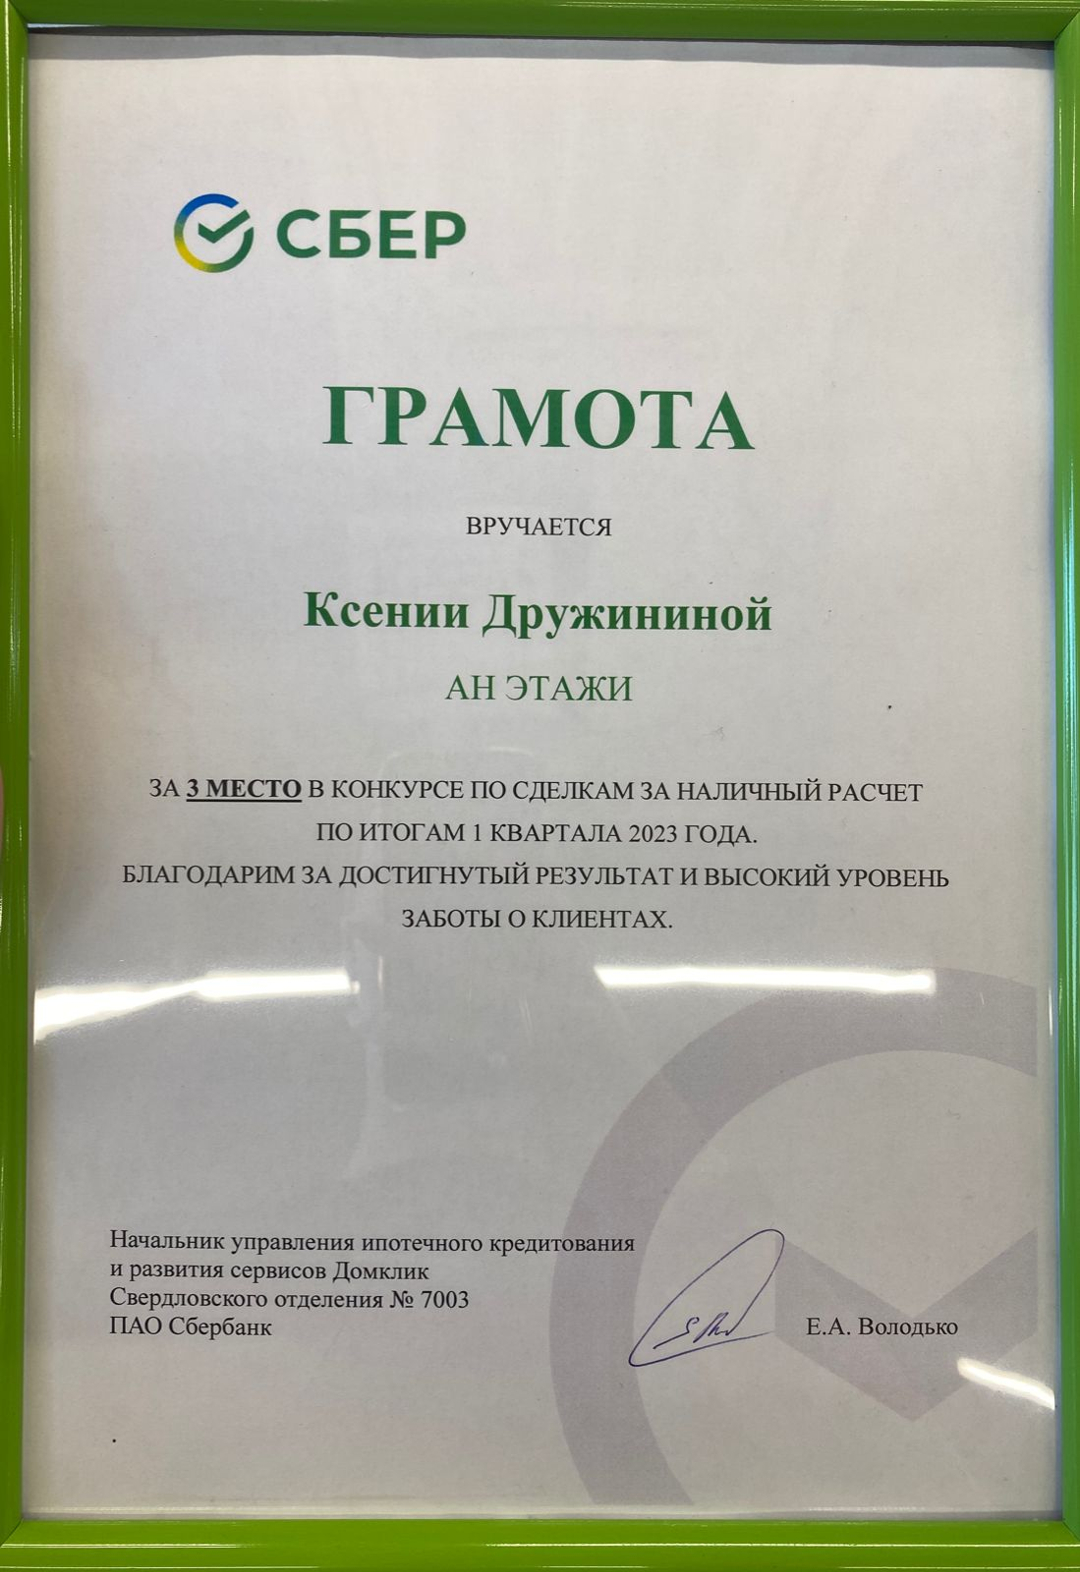 СБЕР
ГРАМОТА
ВРУЧАЕТСЯ
Ксении Дружининой
АН ЭТАЖИ
ЗА 3 МЕСТО В КОНКУРСЕ ПО СДЕЛКАМ ЗА НАЛИЧНЫЙ РАСЧЕТ
ПО ИТОГАМ 1 КВАРТАЛА 2023 ГОДА.
БЛАГОДАРИМ ЗА ДОСТИГНУТЫЙ РЕЗУЛЬТАТ И ВЫСОКИЙ УРОВЕНЬ
ЗАБОТЫ О КЛИЕНТАХ.
Начальник управления ипотечного кредитования
и развития сервисов Домклик
Свердловского отделения № 7003
ПАО Сбербанк
Е.А. Володько